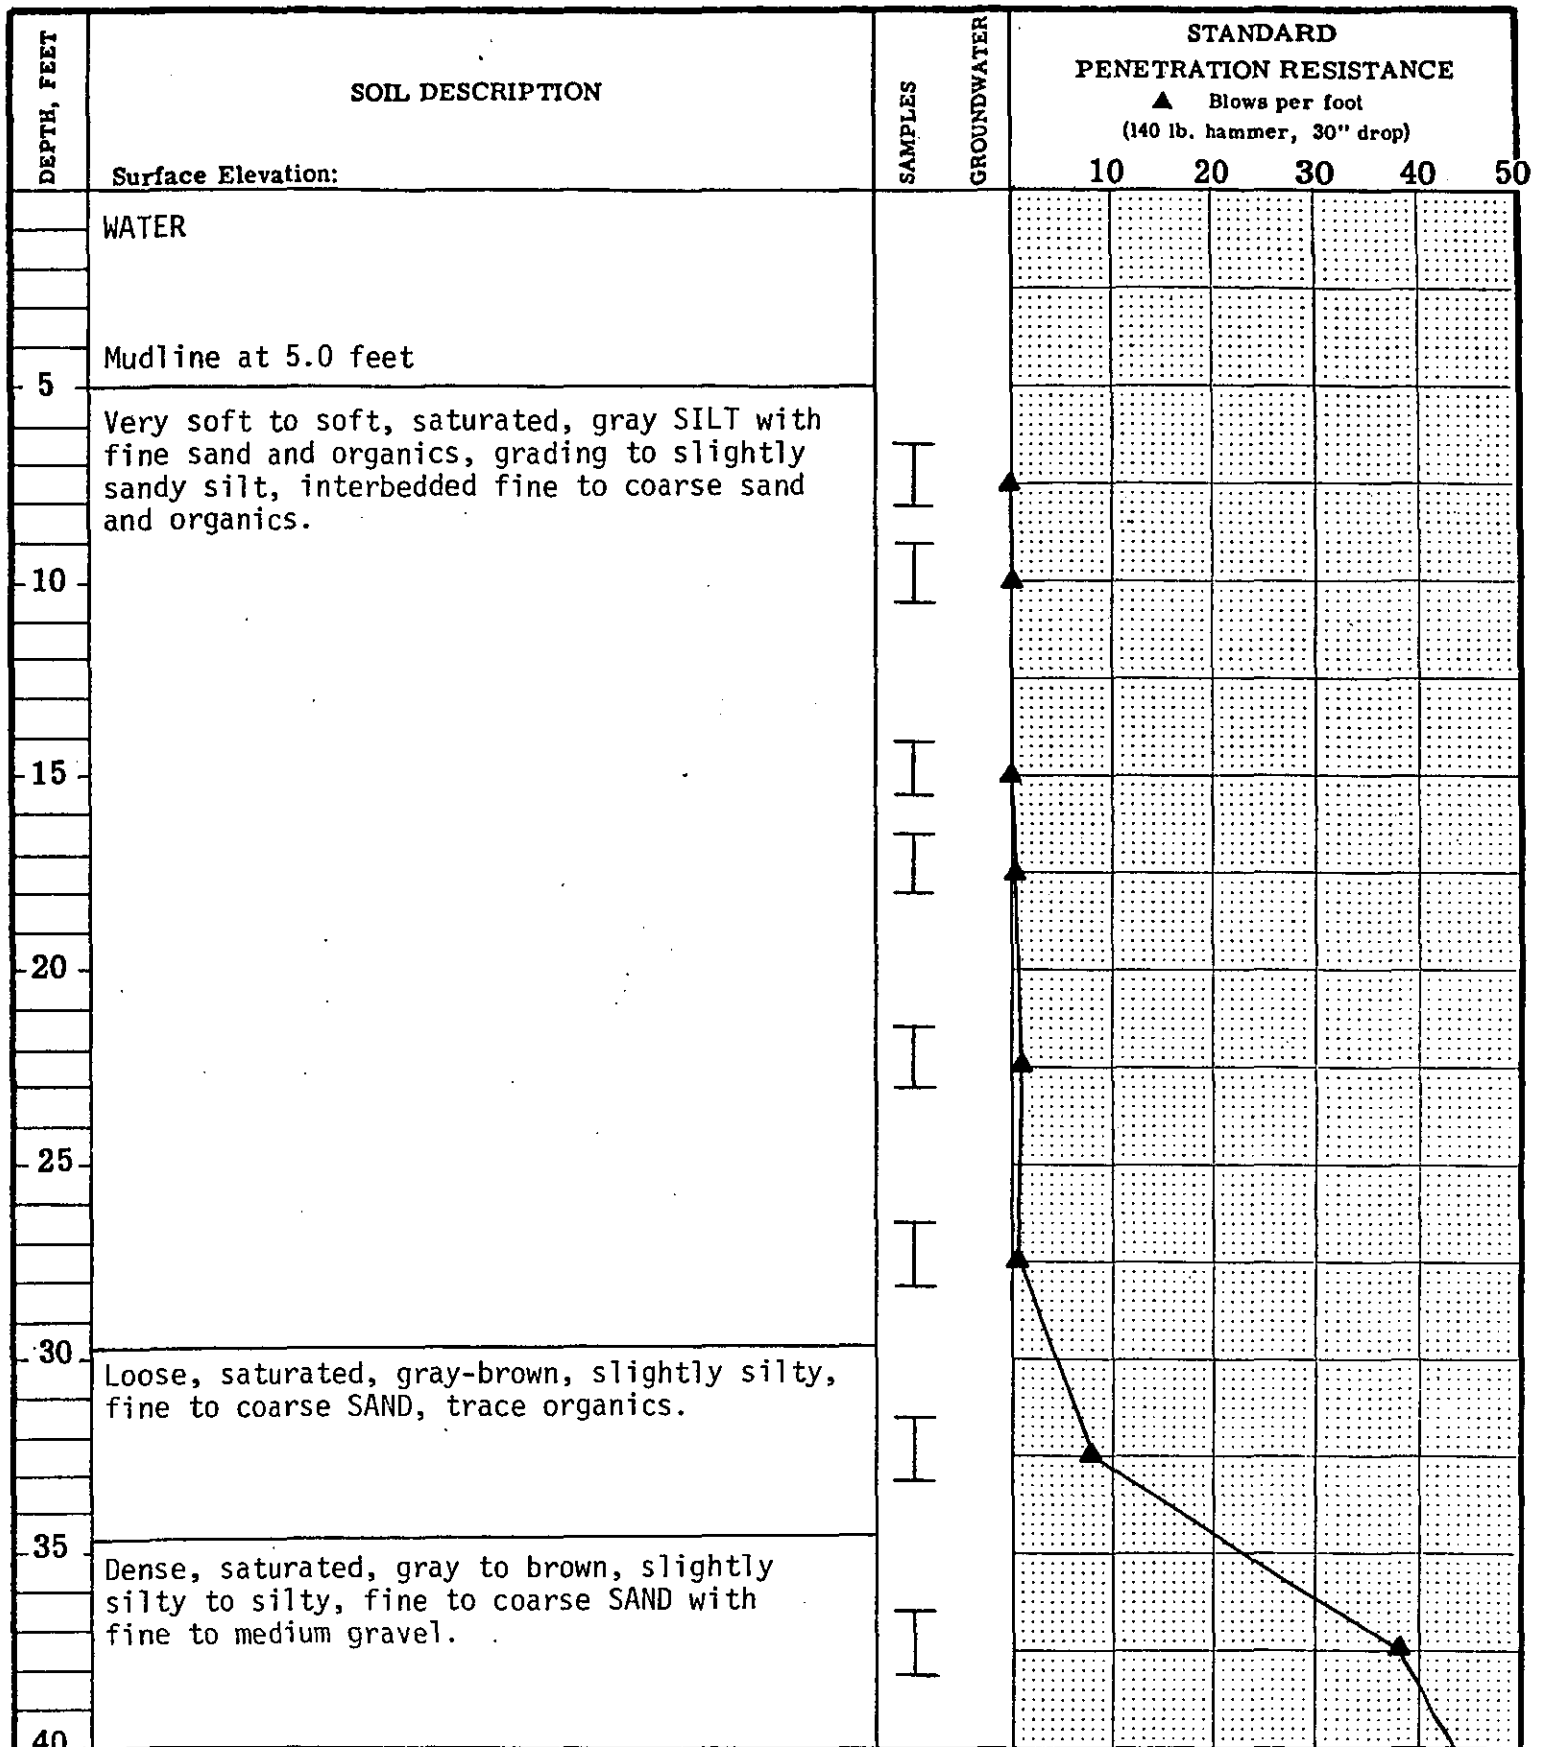 DEPTH, FEET
SOIL DESCRIPTION
Surface Elevation:
SAMPLES
GROUNDWATER
STANDARD
PENETRATION RESISTANCE
▲ Blows per foot
(140 lb. hammer, 30" drop)
10 20 30 40 50
WATER
Mudline at 5.0 feet
5
Very soft to soft, saturated, gray SILT with
fine sand and organics, grading to slightly
sandy silt, interbedded fine to coarse sand
and organics.
10
15
20
25
30
Loose, saturated, gray-brown, slightly silty,
fine to coarse SAND, trace organics.
35
Dense, saturated, gray to brown, slightly
silty to silty, fine to coarse SAND with
fine to medium gravel.
40